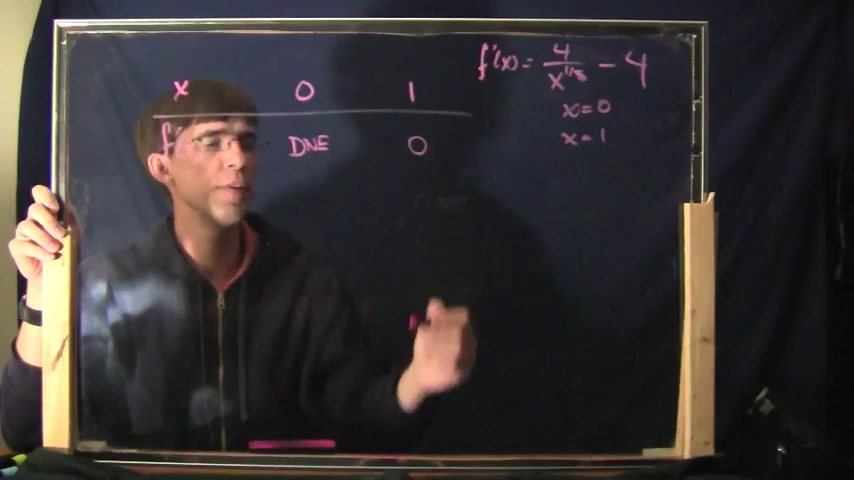 x 0 1
f' DNE 0
f'(x) = 4/x^(1/3) - 4
x = 0
x = 1